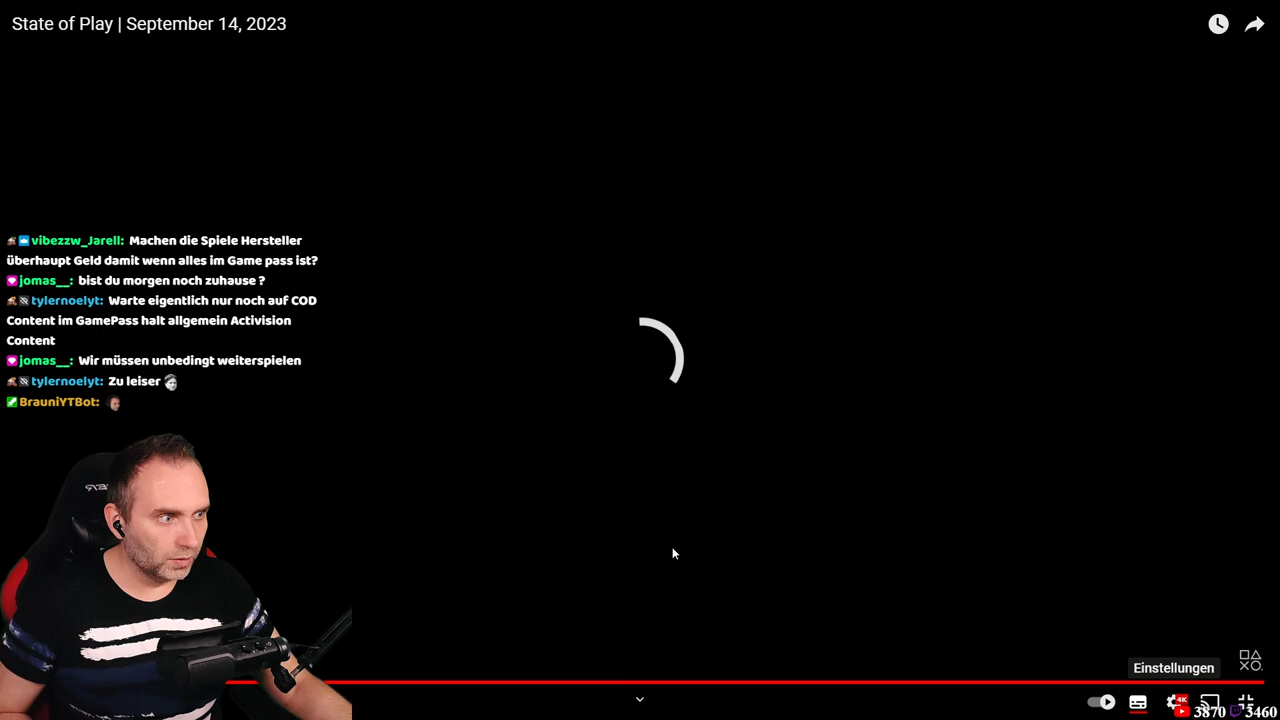 State of Play | September 14, 2023
vibezzw_Jarell: Machen die Spiele Hersteller
überhaupt Geld damit wenn alles im Game pass ist?
jomas__: bist du morgen noch zuhause ?
tylernoelyt: Warte eigentlich nur noch auf COD
Content im GamePass halt allgemein Activision
Content
jomas__: Wir müssen unbedingt weiterspielen
tylernoelyt: Zu leiser
BrauniYTBot:
Einstellungen
4K
3870 3460